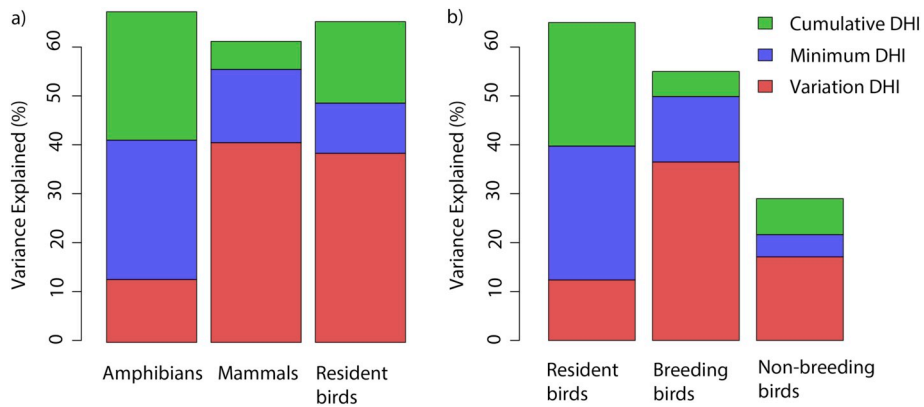 a)
Variance Explained (%)
60
50
40
30
20
10
0
Amphibians
Mammals
Resident
birds
b)
Variance Explained (%)
60
50
40
30
20
10
0
Resident
birds
Breeding
birds
Non-breeding
birds
Cumulative DHI
Minimum DHI
Variation DHI